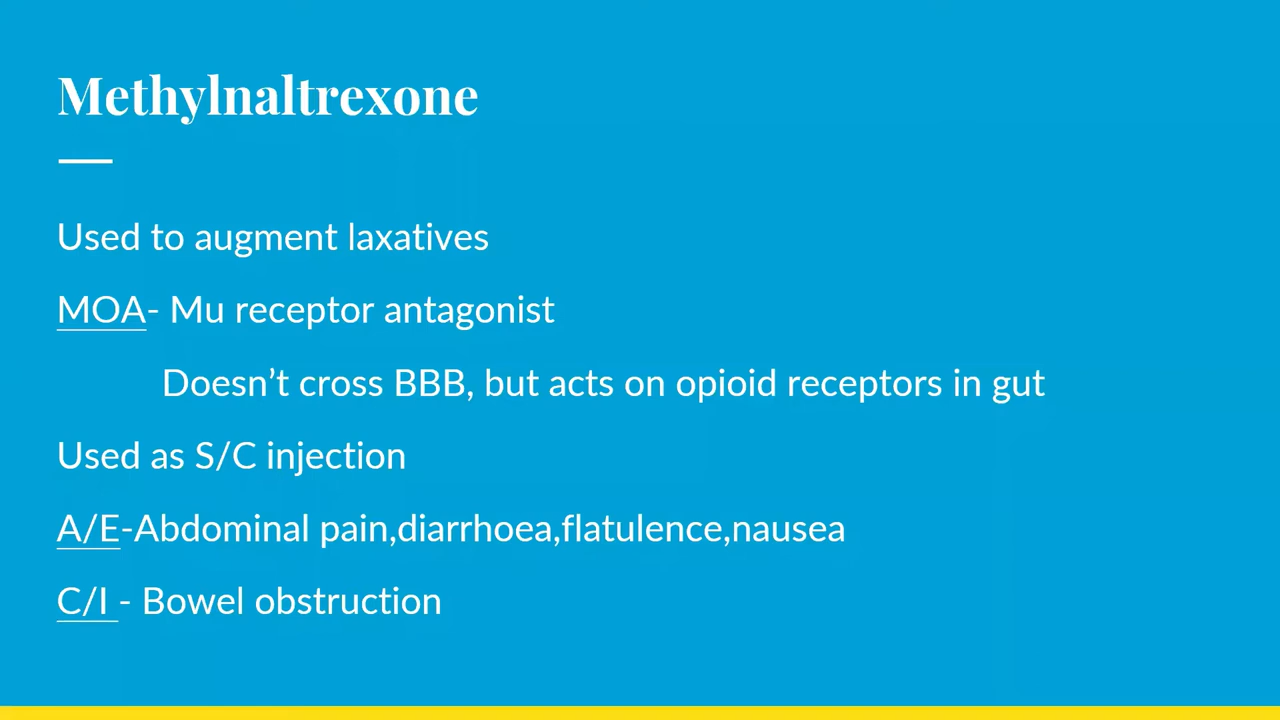 Methylnaltrexone
Used to augment laxatives
MOA- Mu receptor antagonist
Doesn’t cross BBB, but acts on opioid receptors in gut
Used as S/C injection
A/E-Abdominal pain,diarrhoea,flatulence,nausea
C/I - Bowel obstruction